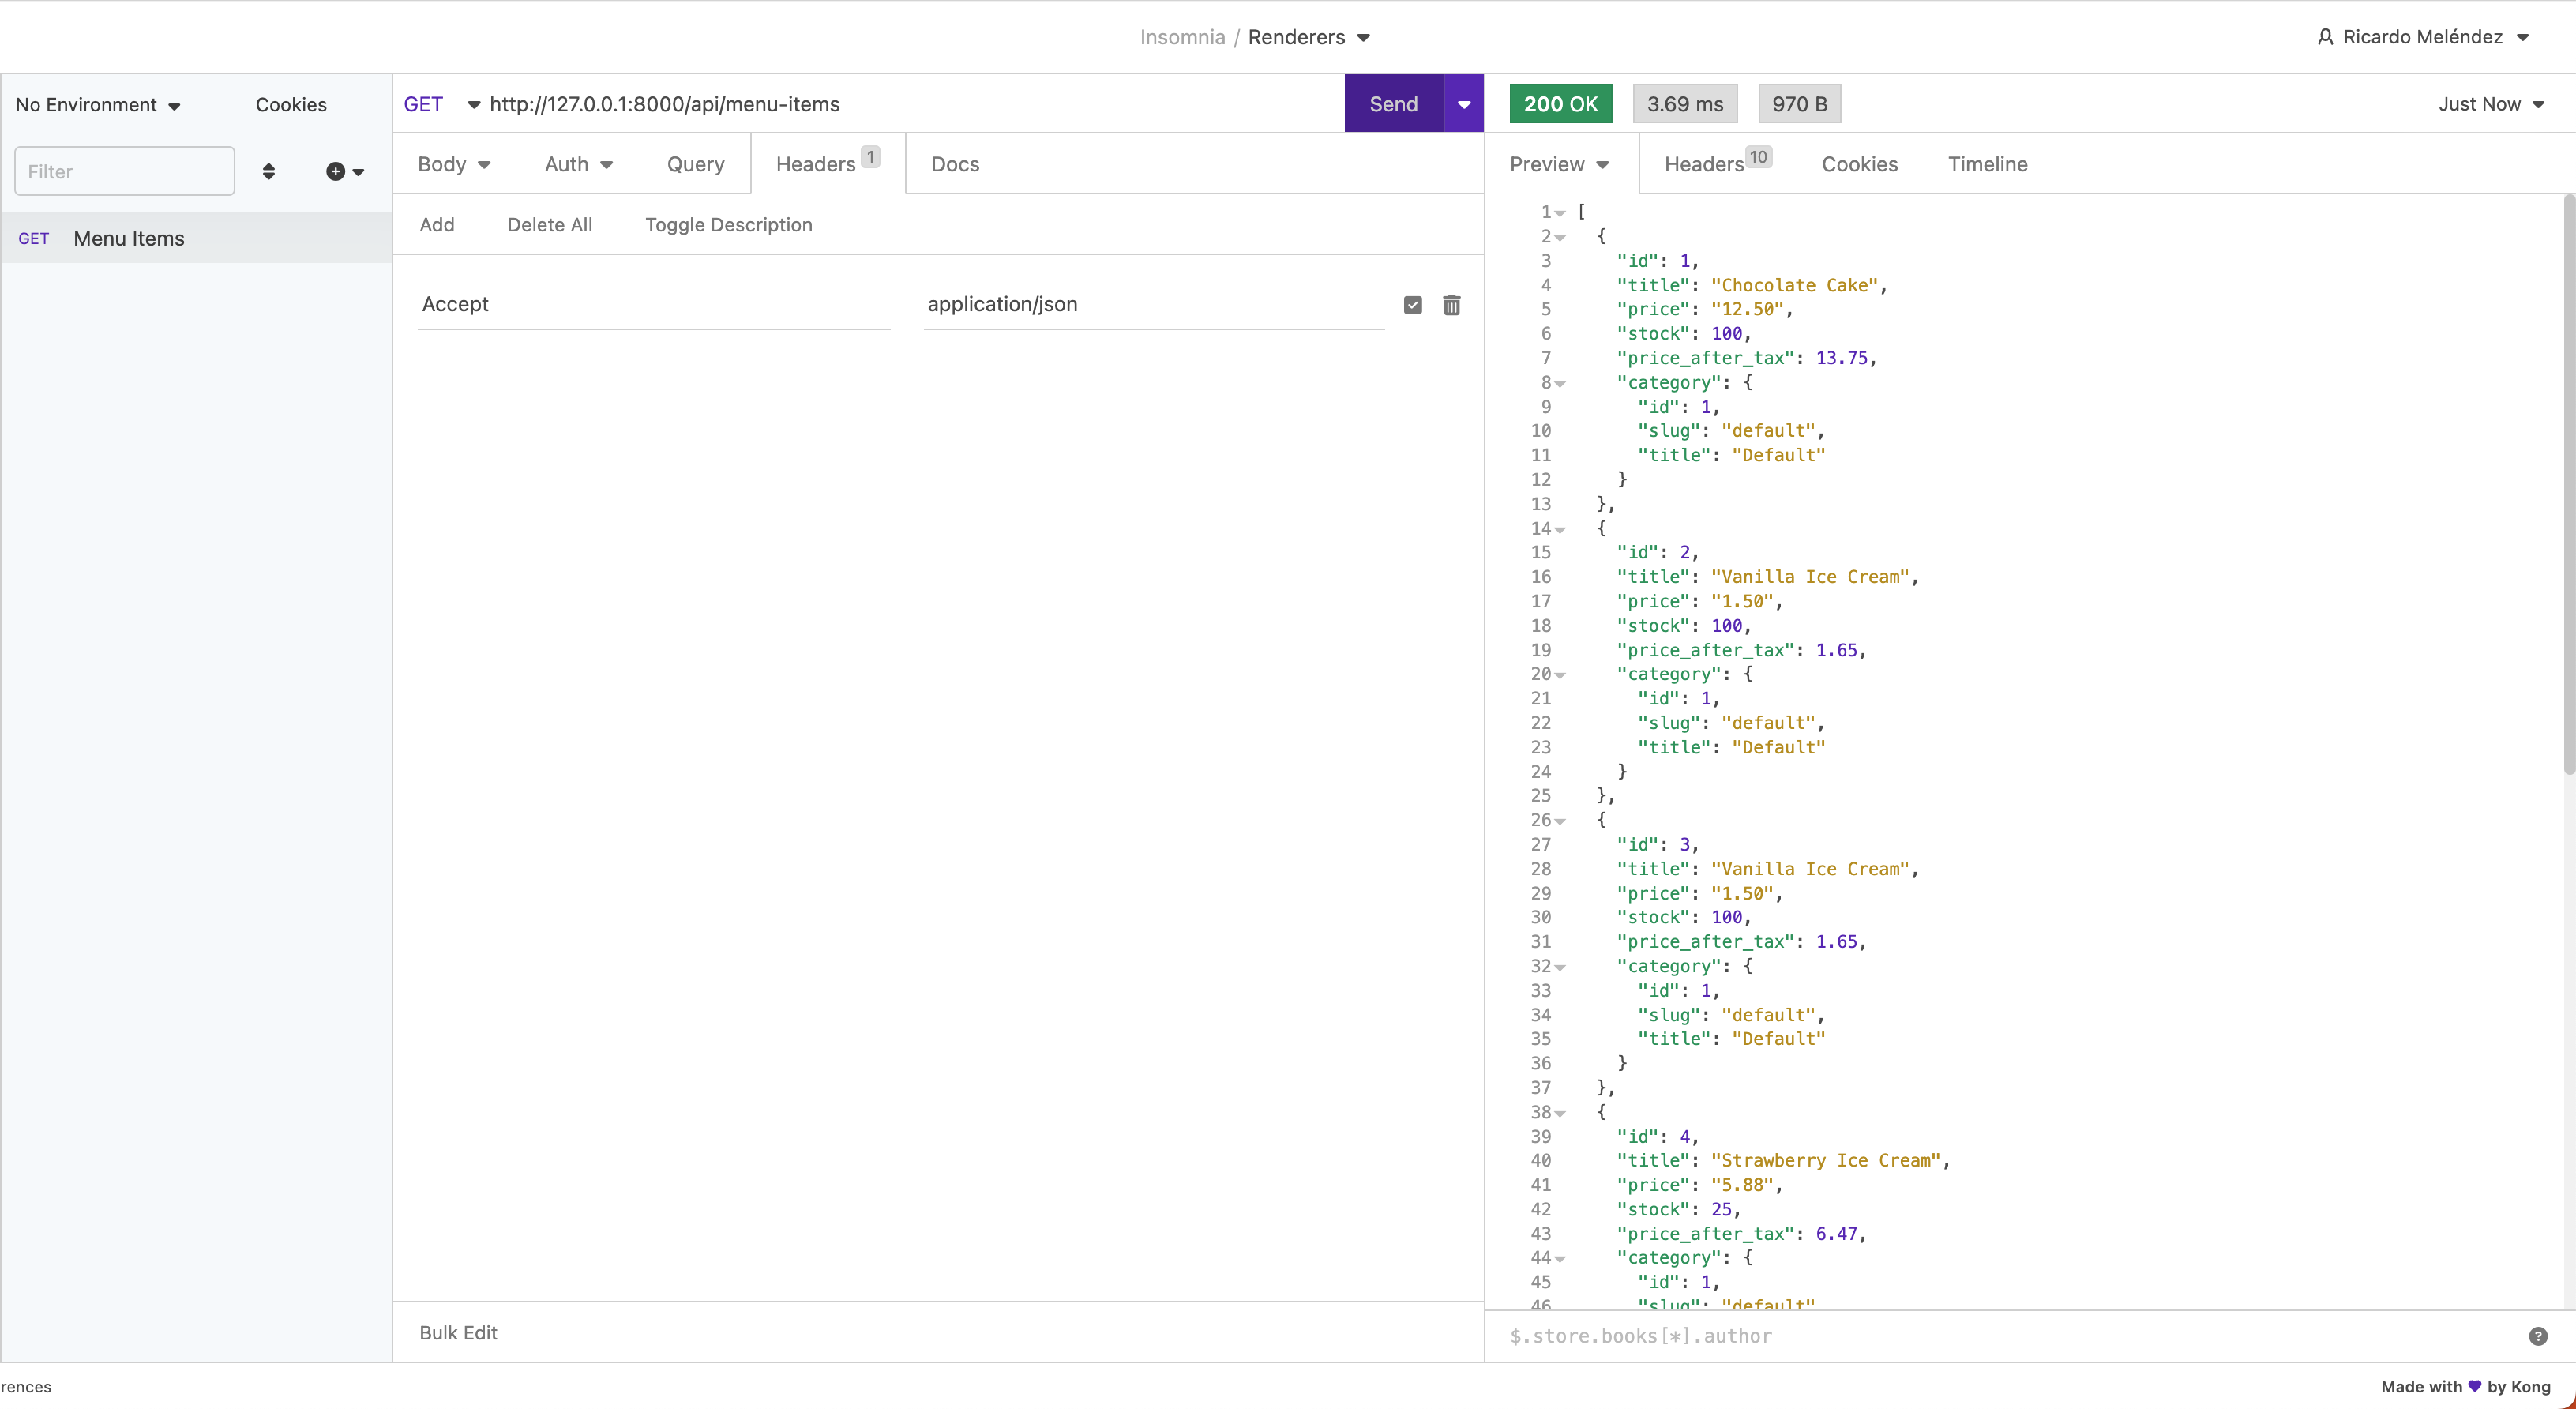 Insomnia / Renderers
Ricardo Meléndez
No Environment
Cookies
Filter
GET Menu Items
GET http://127.0.0.1:8000/api/menu-items
Send
Body Auth Query Headers 1 Docs
Add Delete All Toggle Description
Accept application/json
Bulk Edit
200 OK 3.69 ms 970 B Just Now
Preview Headers 10 Cookies Timeline
1 [
2 {
3 "id": 1,
4 "title": "Chocolate Cake",
5 "price": "12.50",
6 "stock": 100,
7 "price_after_tax": 13.75,
8 "category": {
9 "id": 1,
10 "slug": "default",
11 "title": "Default"
12 }
13 },
14 {
15 "id": 2,
16 "title": "Vanilla Ice Cream",
17 "price": "1.50",
18 "stock": 100,
19 "price_after_tax": 1.65,
20 "category": {
21 "id": 1,
22 "slug": "default",
23 "title": "Default"
24 }
25 },
26 {
27 "id": 3,
28 "title": "Vanilla Ice Cream",
29 "price": "1.50",
30 "stock": 100,
31 "price_after_tax": 1.65,
32 "category": {
33 "id": 1,
34 "slug": "default",
35 "title": "Default"
36 }
37 },
38 {
39 "id": 4,
40 "title": "Strawberry Ice Cream",
41 "price": "5.88",
42 "stock": 25,
43 "price_after_tax": 6.47,
44 "category": {
45 "id": 1,
46 "slug": "default"
$.store.books[*].author
rences
Made with ♥ by Kong